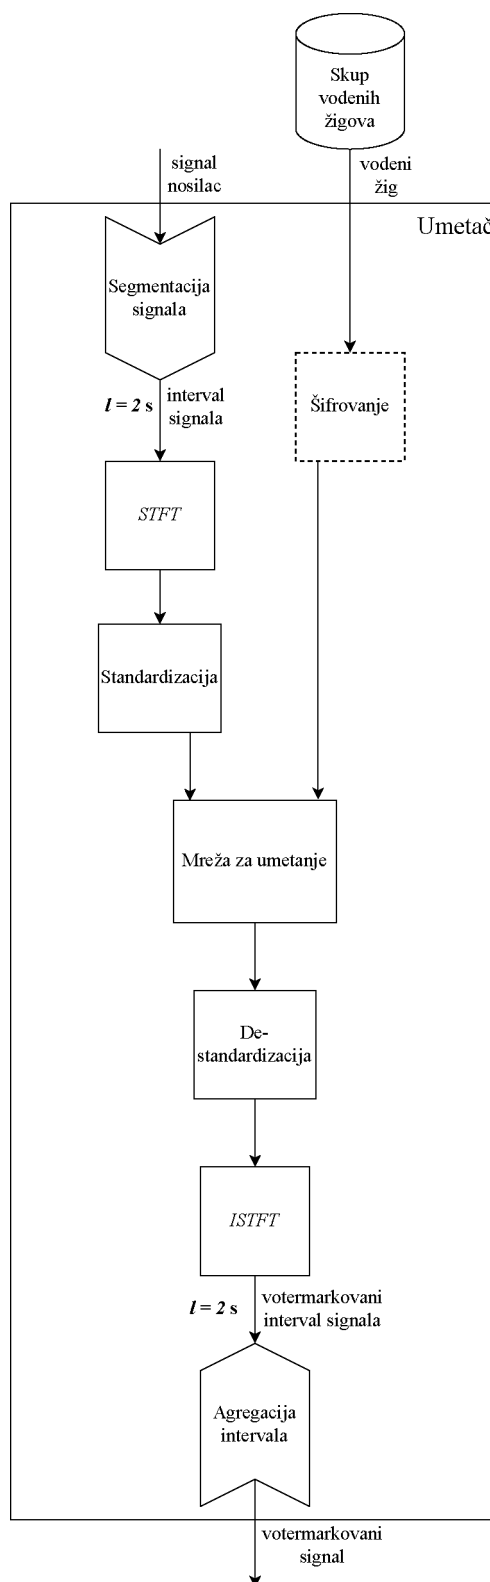 Skup
vodenih
žigova
signal
nosilac
vodeni
žig
Umetač
Segmentacija
signala
l = 2 s
interval
signala
Šifrovanje
STFT
Standardizacija
Mreža za umetanje
De-
standardizacija
ISTFT
l = 2 s
votermarkovani
interval signala
Agregacija
intervala
votermarkovani
signal